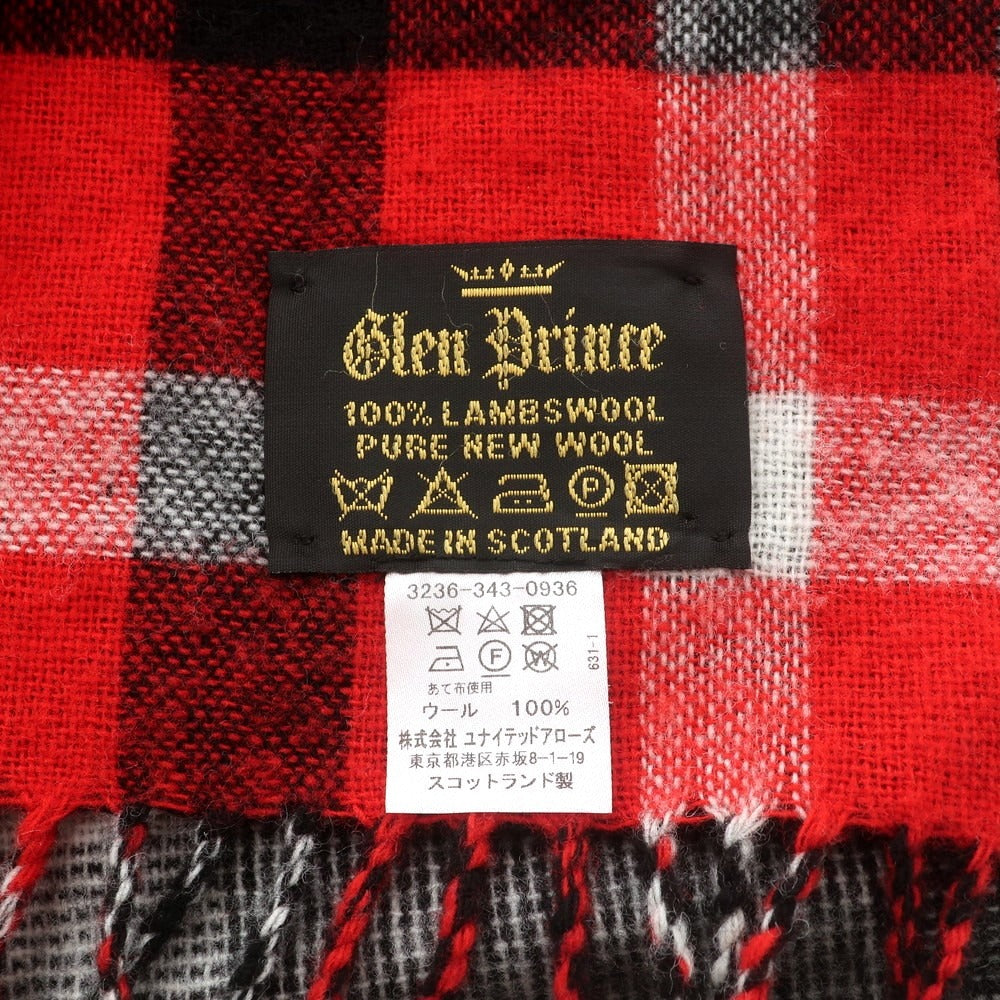 Glen Prince
100% LAMBSWOOL
PURE NEW WOOL
P
MADE IN SCOTLAND
3236-343-0936
F W
631-1
あて布使用
ウール 100%
株式会社 ユナイテッドアローズ
東京都港区赤坂8-1-19
スコットランド製